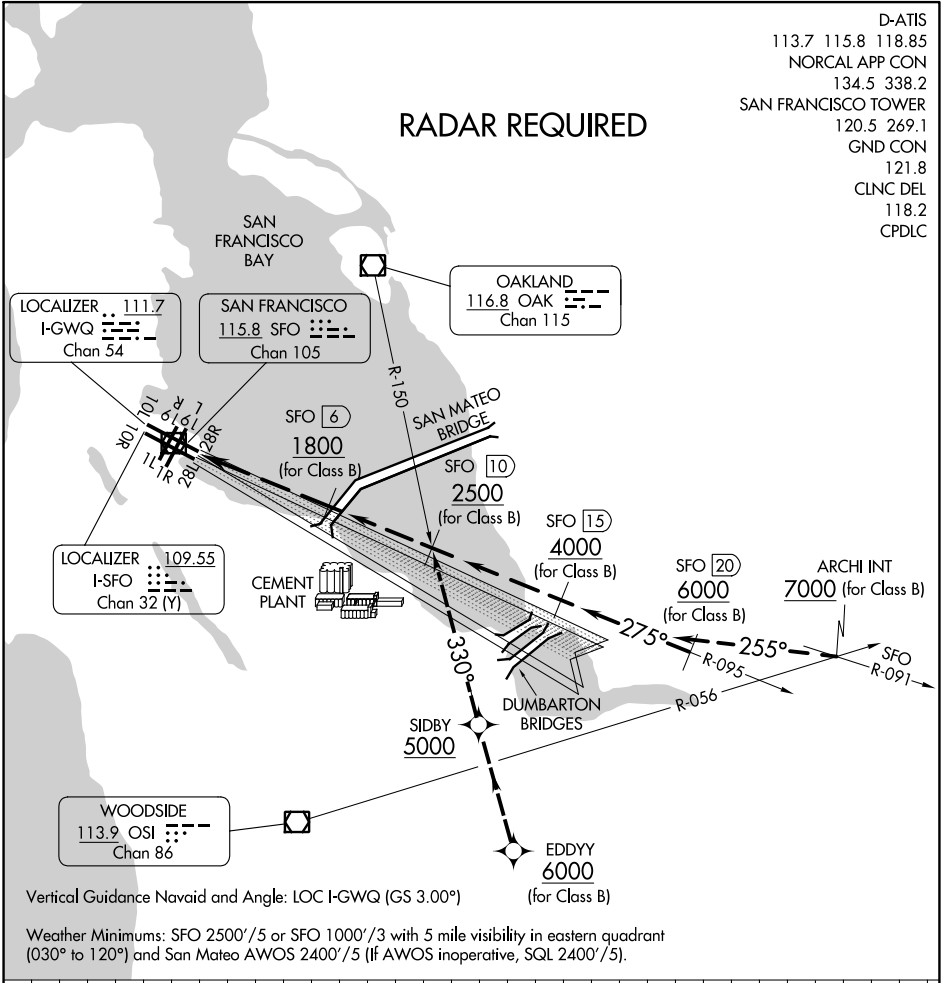 D-ATIS
113.7 115.8 118.85
NORCAL APP CON
134.5 338.2
SAN FRANCISCO TOWER
120.5 269.1
GND CON
121.8
CLNC DEL
118.2
CPDLC
RADAR REQUIRED
SAN
FRANCISCO
BAY
OAKLAND
116.8 OAK
Chan 115
LOCALIZER 111.7
I-GWQ
Chan 54
SAN FRANCISCO
115.8 SFO
Chan 105
R-150
SAN MATEO
BRIDGE
SFO 6
1800
(for Class B)
10L
10R
19R
19L
1L
1R
28R
28L
SFO 10
2500
(for Class B)
SFO 15
4000
(for Class B)
SFO 20
6000
(for Class B)
ARCHI INT
7000 (for Class B)
LOCALIZER 109.55
I-SFO
Chan 32 (Y)
CEMENT
PLANT
330°
275°
255°
R-095
SFO
R-091
R-056
DUMBARTON
BRIDGES
SIDBY
5000
WOODSIDE
113.9 OSI
Chan 86
EDDYY
6000
(for Class B)
Vertical Guidance Navaid and Angle: LOC I-GWQ (GS 3.00°)
Weather Minimums: SFO 2500'/5 or SFO 1000'/3 with 5 mile visibility in eastern quadrant
(030° to 120°) and San Mateo AWOS 2400'/5 (If AWOS inoperative, SQL 2400'/5).